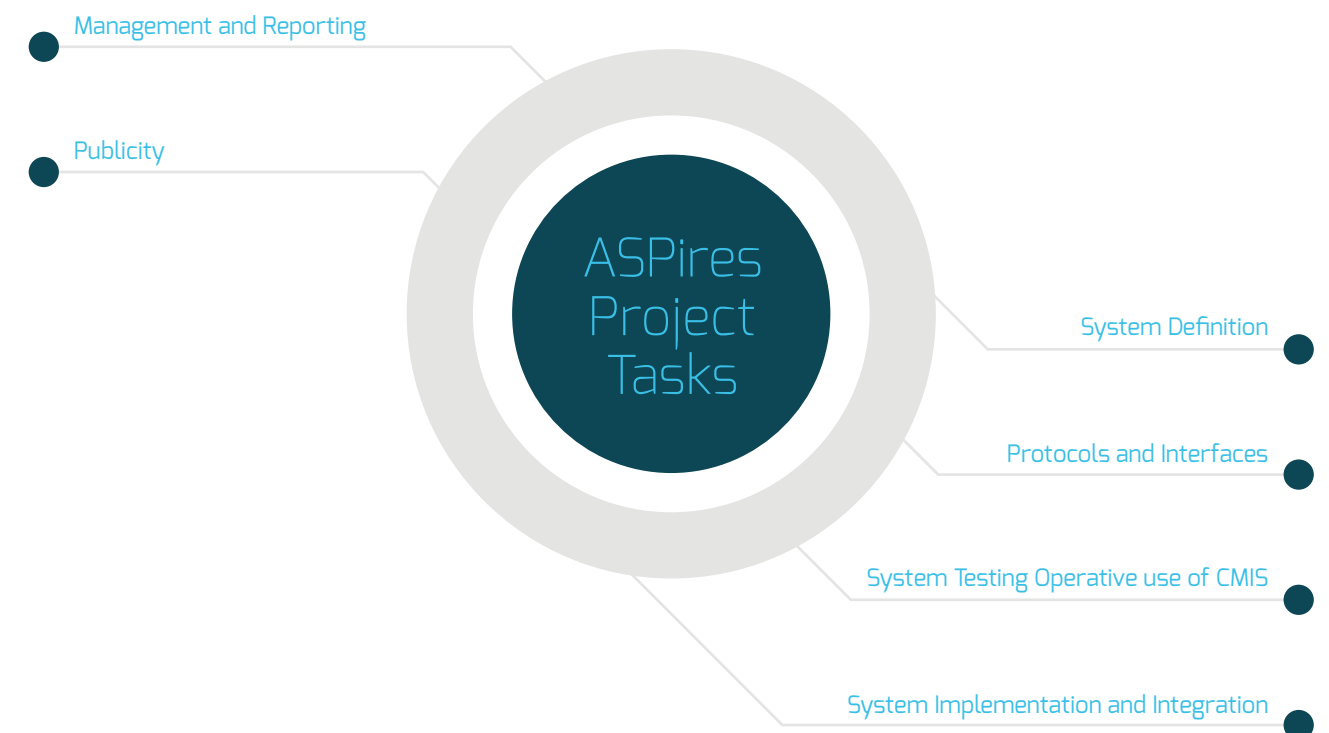 Management and Reporting
Publicity
ASPires
Project
Tasks
System Definition
Protocols and Interfaces
System Testing Operative use of CMIS
System Implementation and Integration